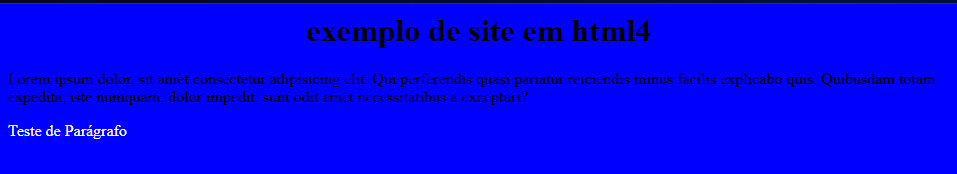 exemplo de site em html4
Lorem ipsum dolor, sit amet consectetur adipisicing elit. Qui perferendis quasi pariatur reiciendis minus facilis explicabo quis. Quibusdam totam
expedita, iste numquam, dolor impedit, sunt odit amet necessitatibus a excepturi?
Teste de Parágrafo